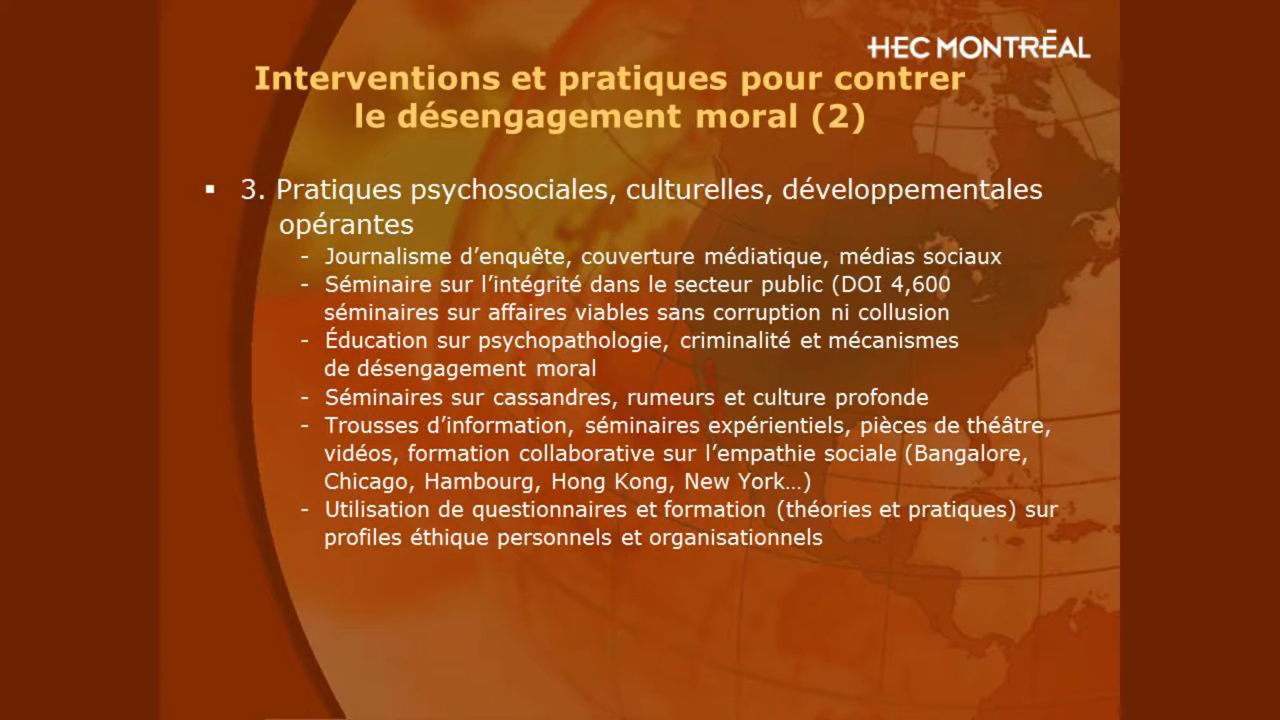 HEC MONTRÉAL
Interventions et pratiques pour contrer
le désengagement moral (2)
▪ 3. Pratiques psychosociales, culturelles, développementales
opérantes
- Journalisme d’enquête, couverture médiatique, médias sociaux
- Séminaire sur l’intégrité dans le secteur public (DOI 4,600
séminaires sur affaires viables sans corruption ni collusion
- Éducation sur psychopathologie, criminalité et mécanismes
de désengagement moral
- Séminaires sur cassandres, rumeurs et culture profonde
- Trousses d’information, séminaires expérientiels, pièces de théâtre,
vidéos, formation collaborative sur l’empathie sociale (Bangalore,
Chicago, Hambourg, Hong Kong, New York…)
- Utilisation de questionnaires et formation (théories et pratiques) sur
profiles éthique personnels et organisationnels